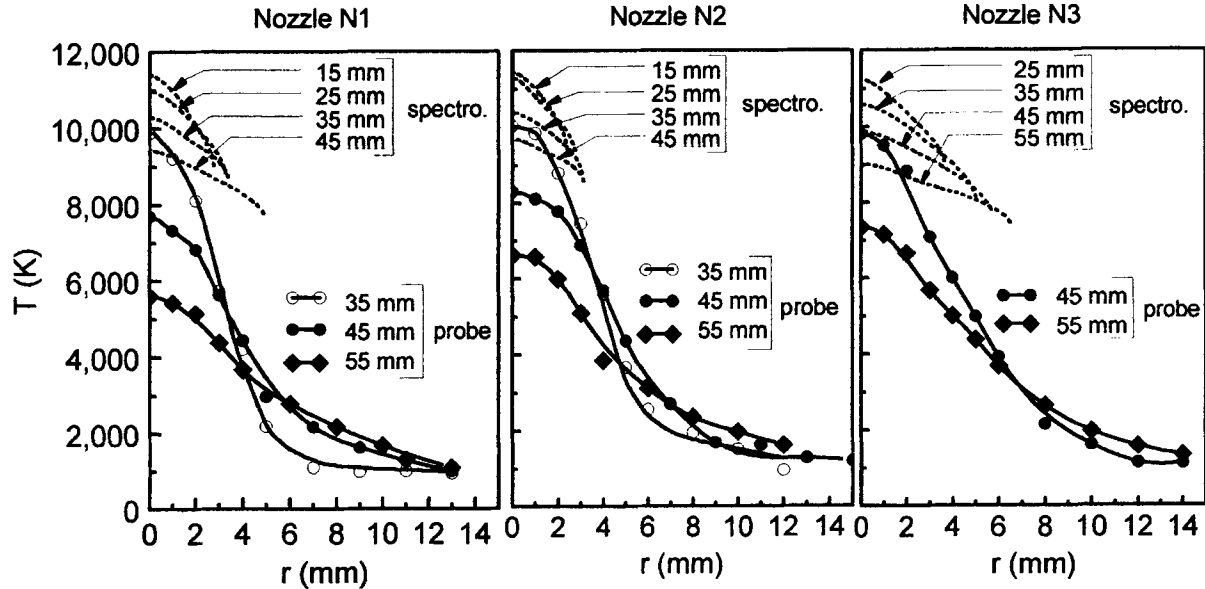 Nozzle N1
Nozzle N2
Nozzle N3
T (K)
12,000
10,000
8,000
6,000
4,000
2,000
0
15 mm
25 mm
35 mm
45 mm
spectro.
35 mm
45 mm
55 mm
probe
0 2 4 6 8 10 12 14
r (mm)
15 mm
25 mm
35 mm
45 mm
spectro.
35 mm
45 mm
55 mm
probe
0 2 4 6 8 10 12 14
r (mm)
25 mm
35 mm
45 mm
55 mm
spectro.
45 mm
55 mm
probe
0 2 4 6 8 10 12 14
r (mm)